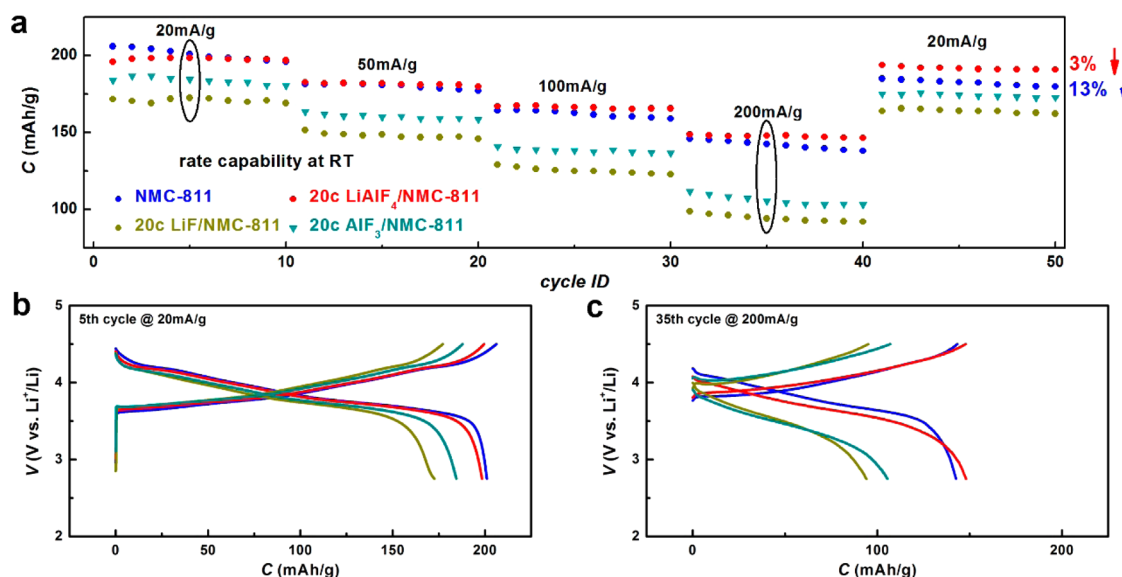 a
20mA/g
50mA/g
100mA/g
200mA/g
20mA/g
3%
13%
rate capability at RT
NMC-811
20c LiAlF₄/NMC-811
20c LiF/NMC-811
20c AlF₃/NMC-811
C (mAh/g)
200
150
100
0 10 20 30 40 50
cycle ID
b
5th cycle @ 20mA/g
V (V vs. Li⁺/Li)
5
4
3
2
0 50 100 150 200
C (mAh/g)
c
35th cycle @ 200mA/g
V (V vs. Li⁺/Li)
5
4
3
2
0 100 200
C (mAh/g)